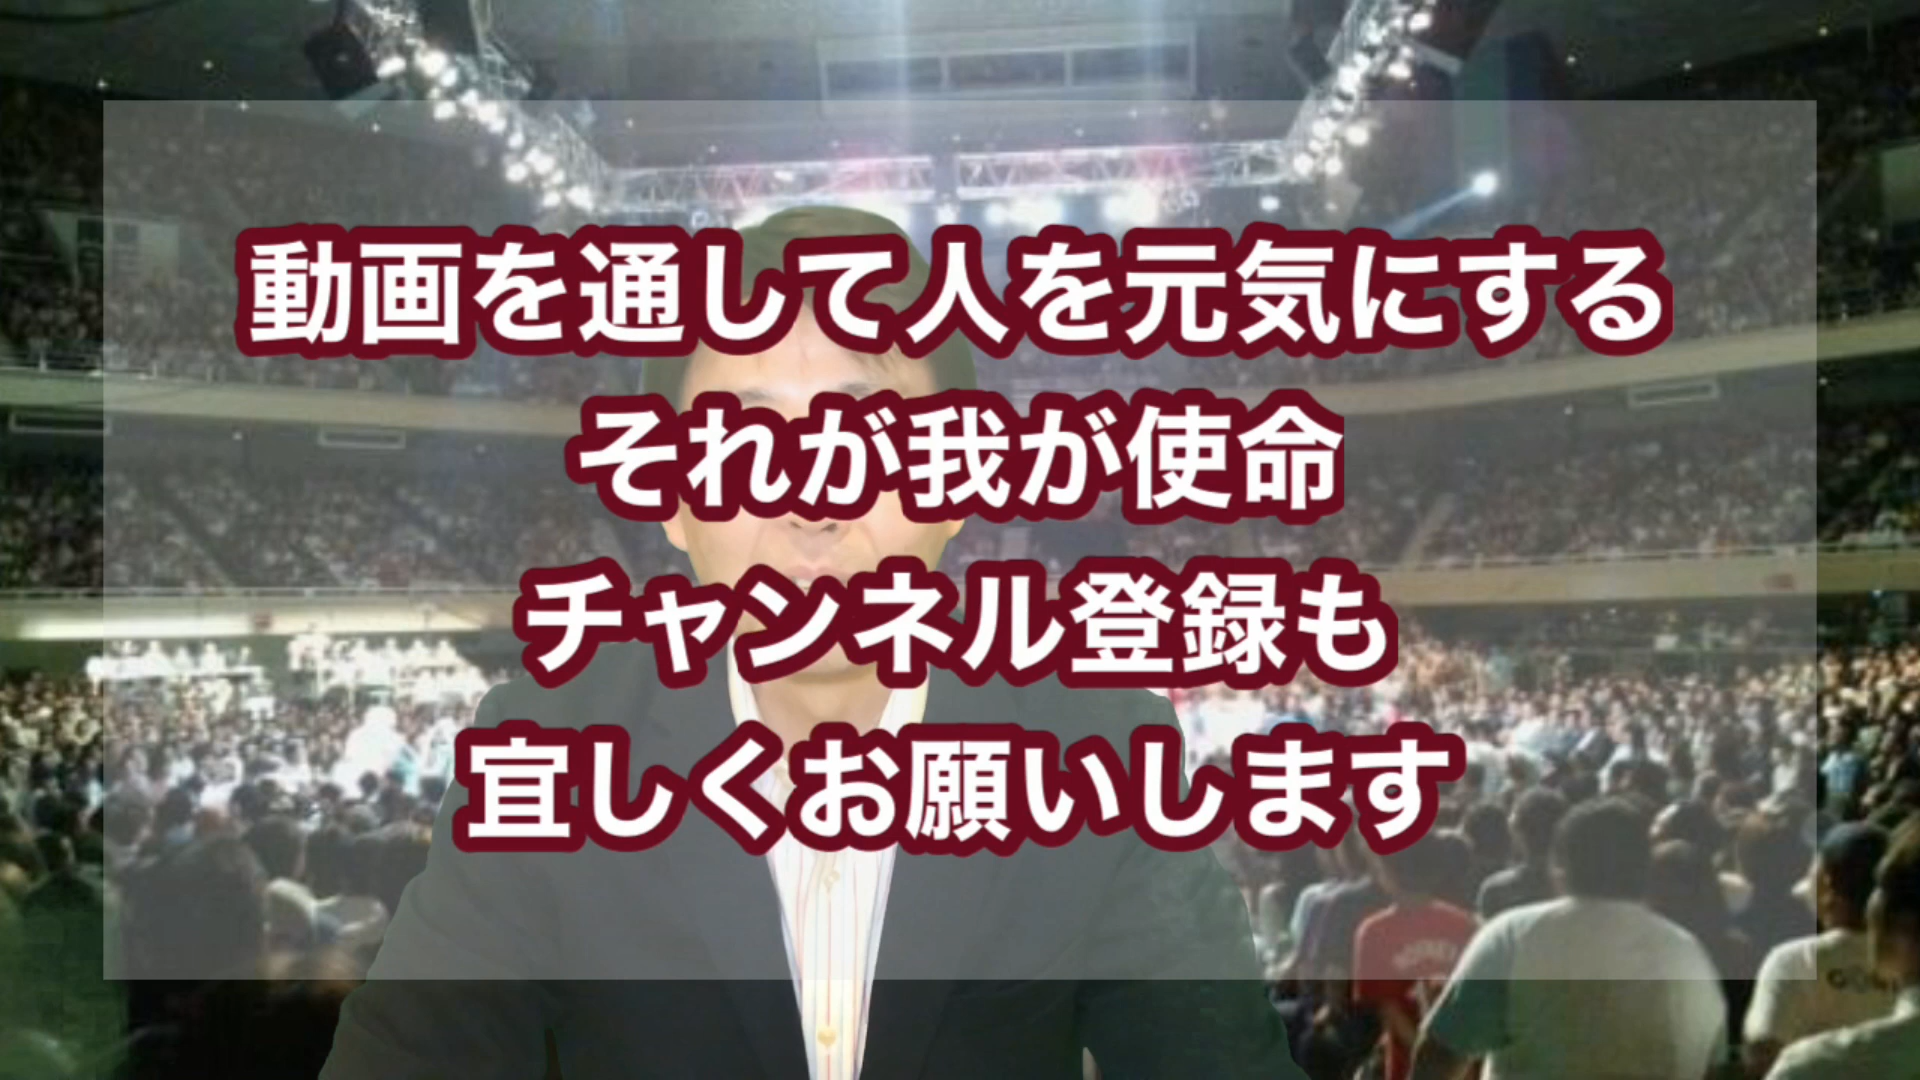 動画を通して人を元気にする
それが我が使命
チャンネル登録も
宜しくお願いします